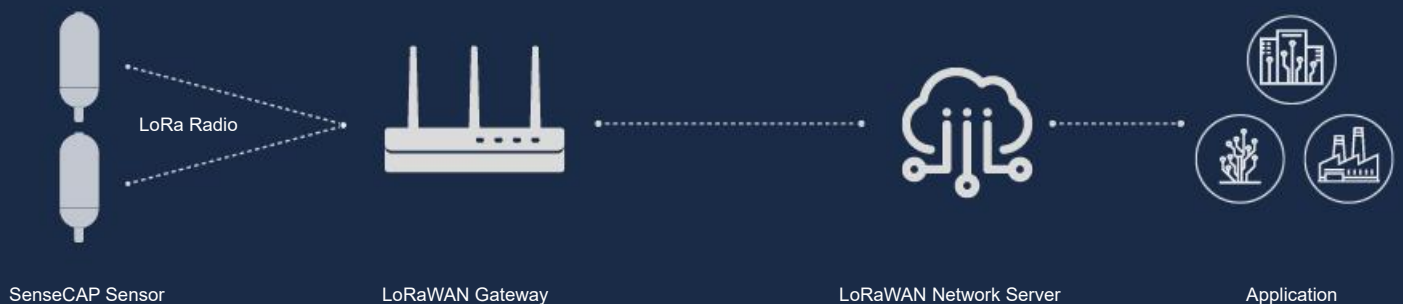 LoRa Radio
SenseCAP Sensor
LoRaWAN Gateway
LoRaWAN Network Server
Application